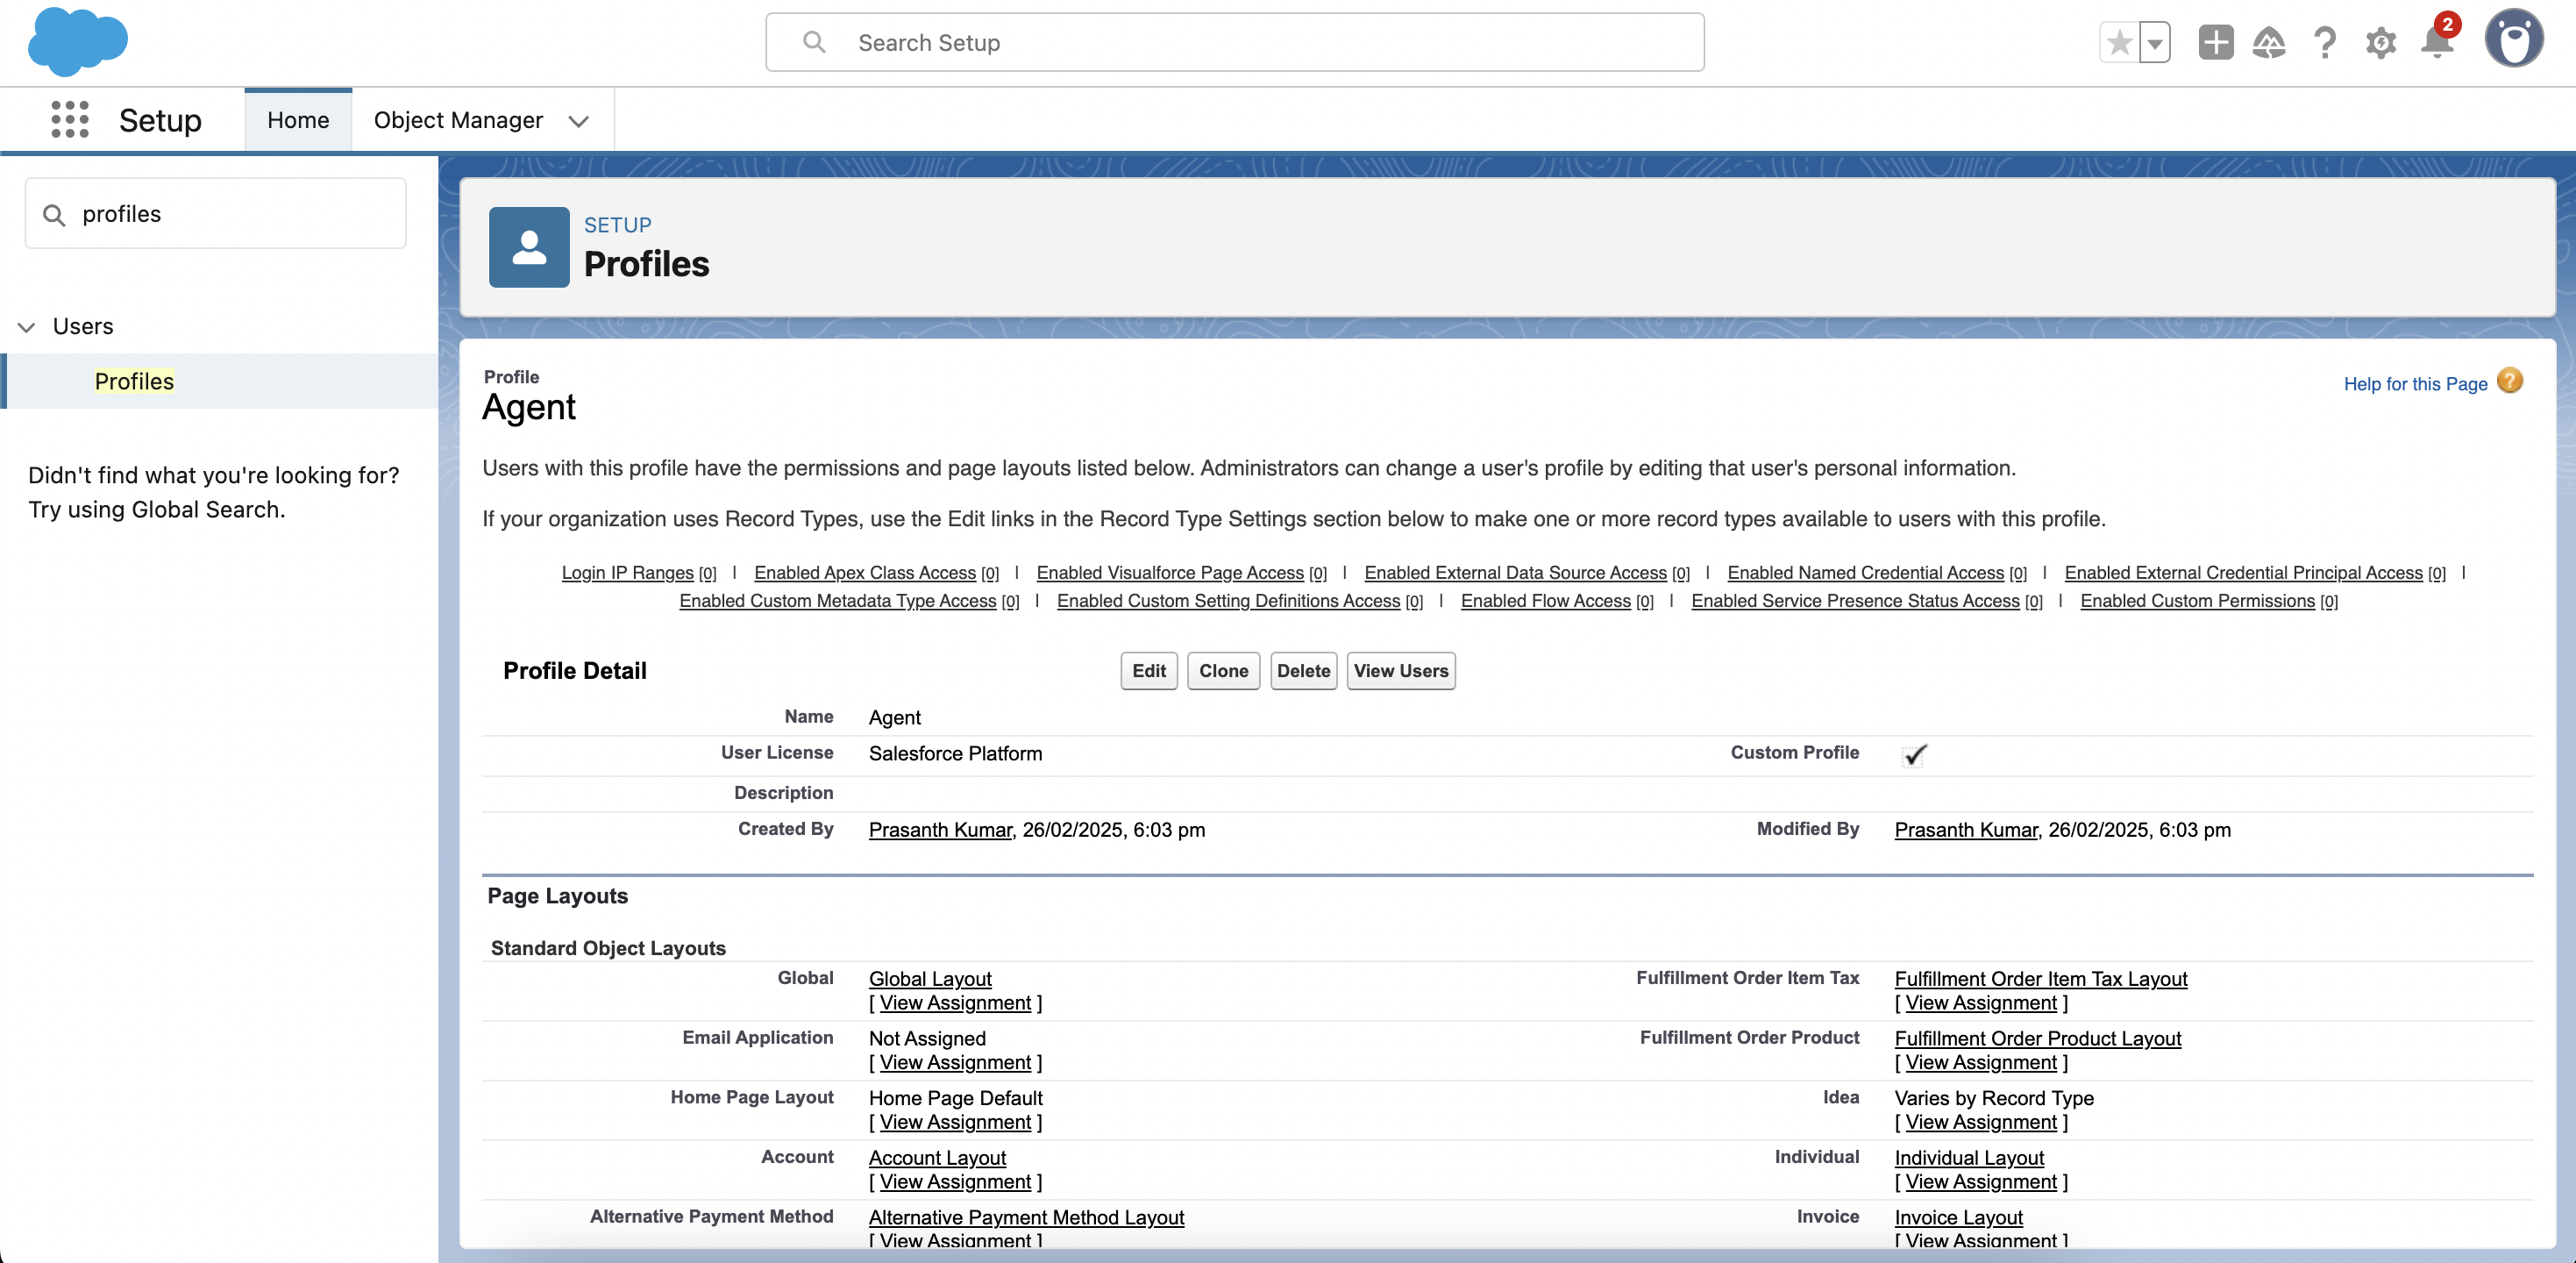 Search Setup
2
Setup
Home
Object Manager
profiles
Users
Profiles
Didn't find what you're looking for?
Try using Global Search.
SETUP
Profiles
Profile
Agent
Help for this Page ?
Users with this profile have the permissions and page layouts listed below. Administrators can change a user's profile by editing that user's personal information.
If your organization uses Record Types, use the Edit links in the Record Type Settings section below to make one or more record types available to users with this profile.
Login IP Ranges [0] | Enabled Apex Class Access [0] | Enabled Visualforce Page Access [0] | Enabled External Data Source Access [0] | Enabled Named Credential Access [0] | Enabled External Credential Principal Access [0] |
Enabled Custom Metadata Type Access [0] | Enabled Custom Setting Definitions Access [0] | Enabled Flow Access [0] | Enabled Service Presence Status Access [0] | Enabled Custom Permissions [0]
Profile Detail
Edit Clone Delete View Users
Name Agent
User License Salesforce Platform Custom Profile
Description
Created By Prasanth Kumar, 26/02/2025, 6:03 pm Modified By Prasanth Kumar, 26/02/2025, 6:03 pm
Page Layouts
Standard Object Layouts
Global Global Layout Fulfillment Order Item Tax Fulfillment Order Item Tax Layout
[ View Assignment ] [ View Assignment ]
Email Application Not Assigned Fulfillment Order Product Fulfillment Order Product Layout
[ View Assignment ] [ View Assignment ]
Home Page Layout Home Page Default Idea Varies by Record Type
[ View Assignment ] [ View Assignment ]
Account Account Layout Individual Individual Layout
[ View Assignment ] [ View Assignment ]
Alternative Payment Method Alternative Payment Method Layout Invoice Invoice Layout
[ View Assignment ] [ View Assignment ]